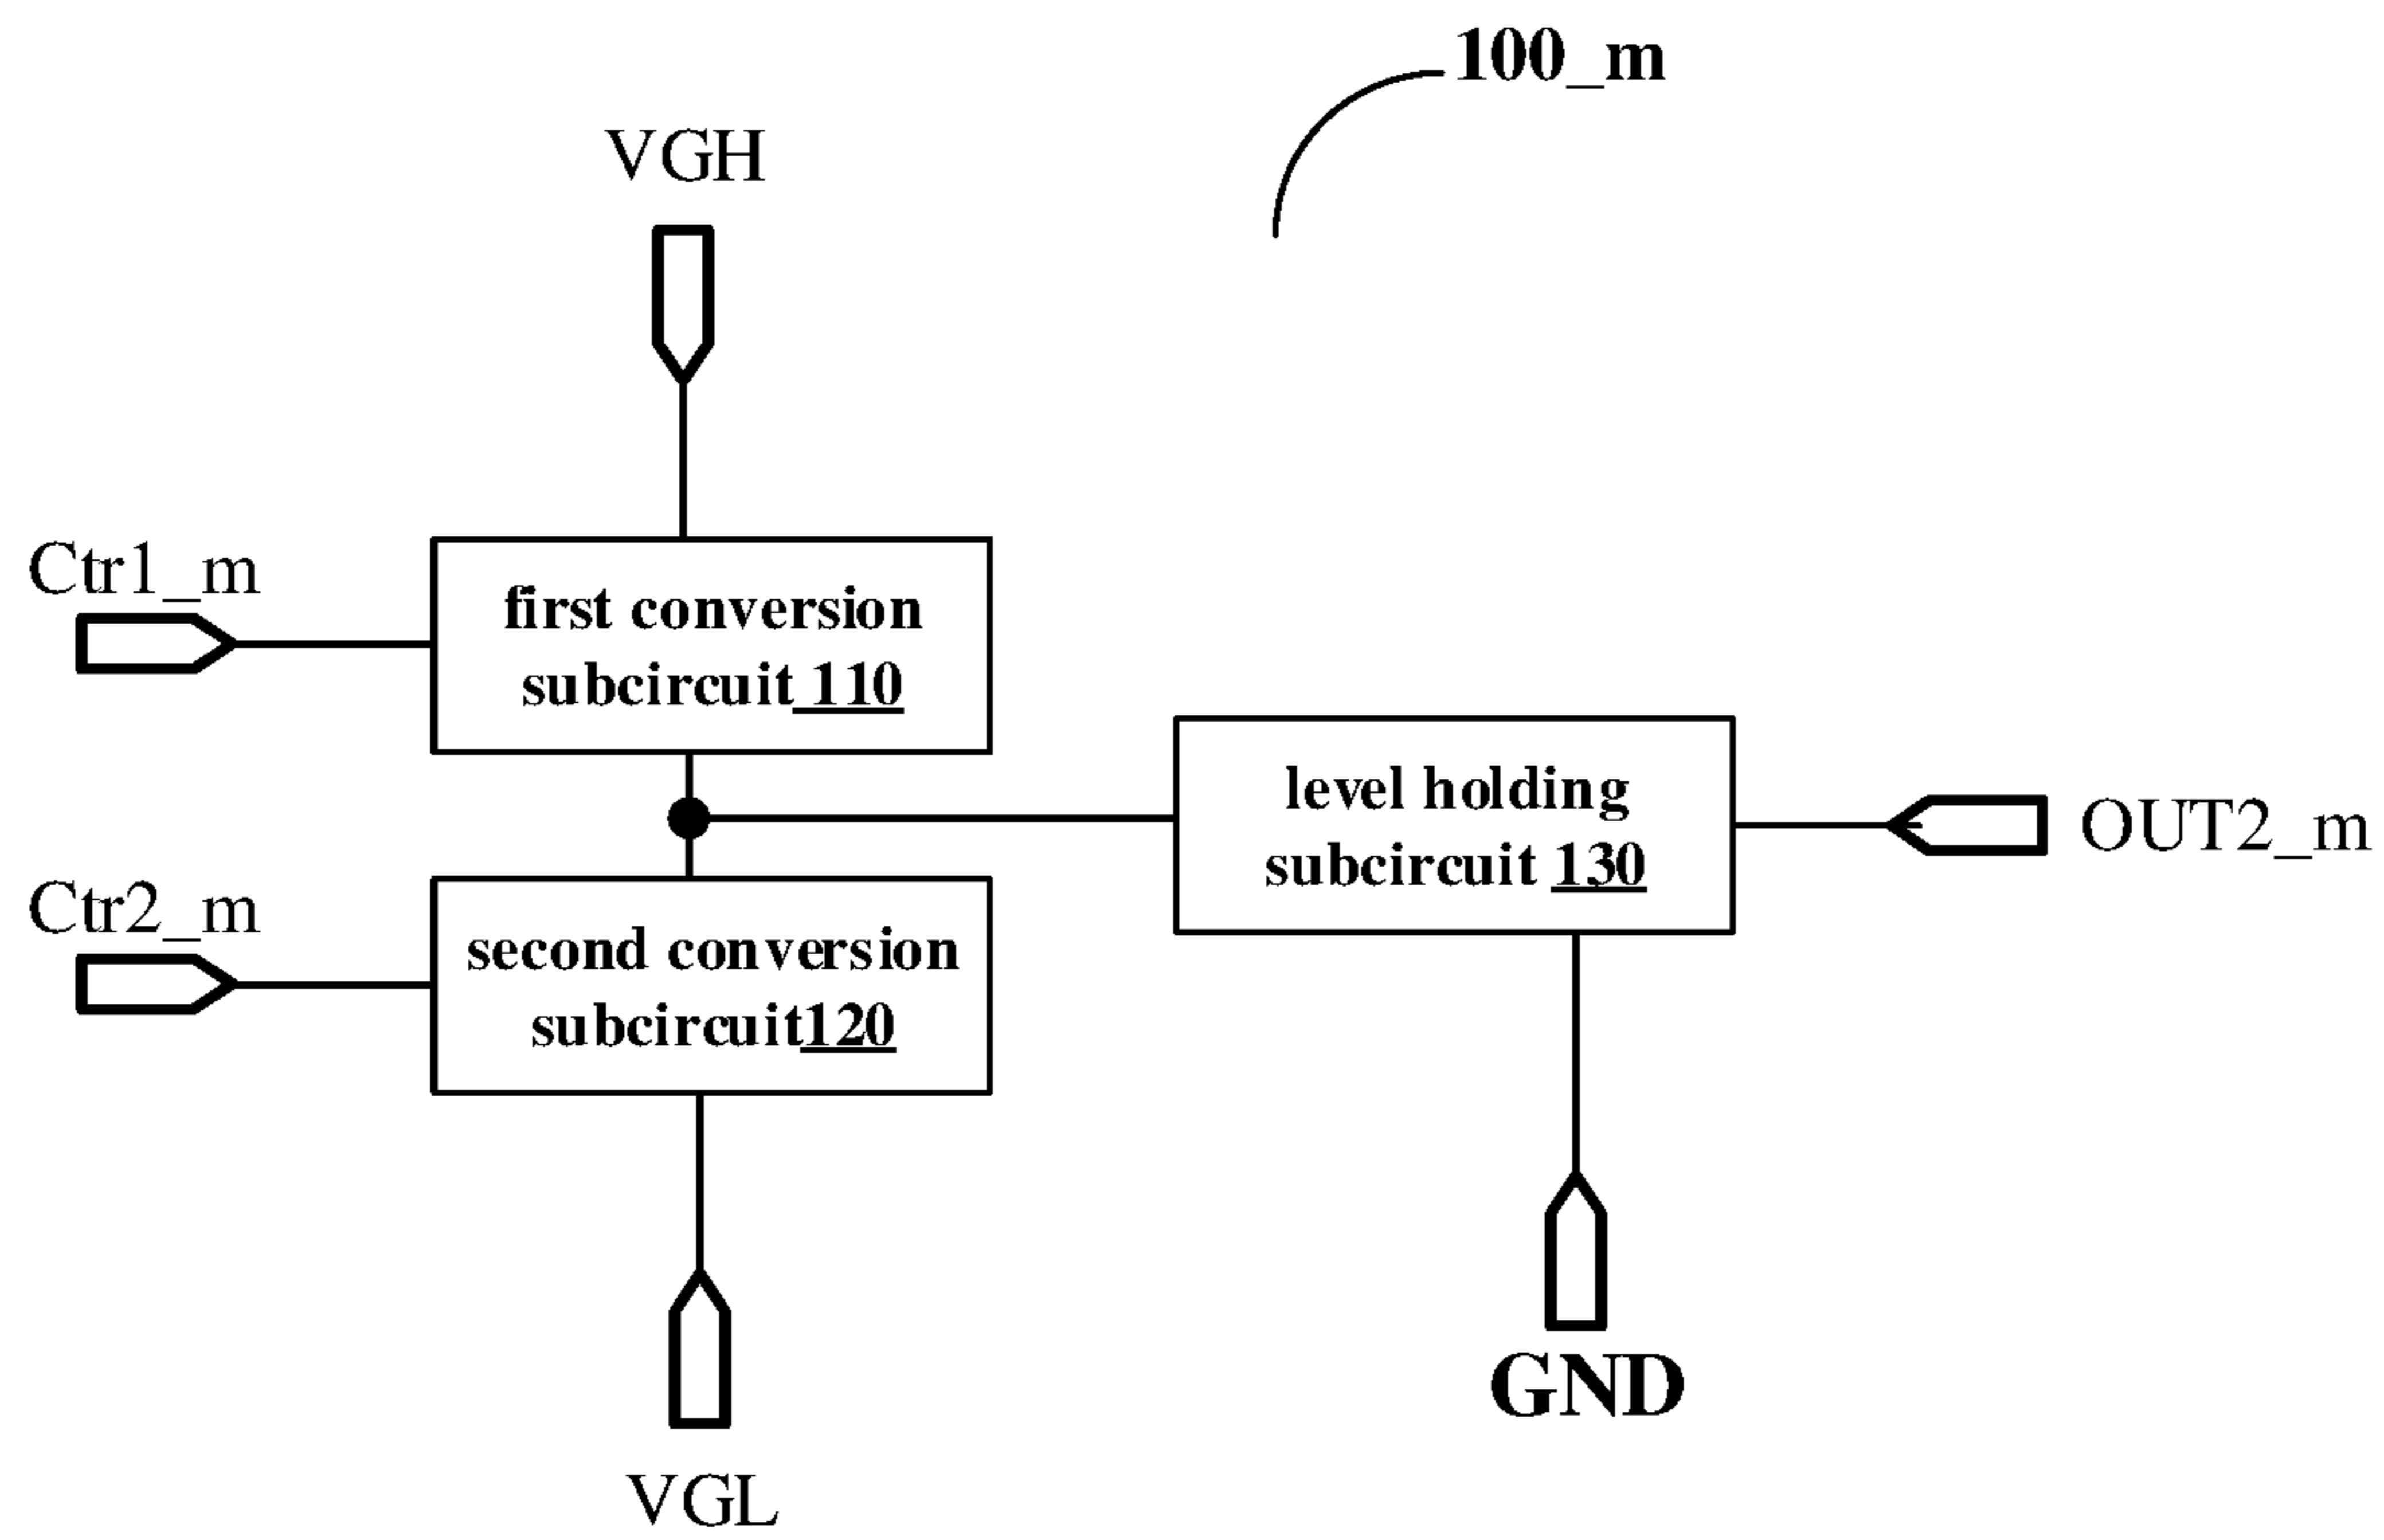 100_m
VGH
Ctr1_m
first conversion
subcircuit 110
level holding
subcircuit 130
OUT2_m
Ctr2_m
second conversion
subcircuit120
GND
VGL